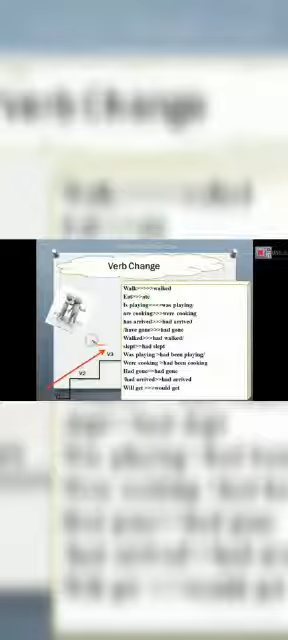 Verb Change
Walk>>>>>walked
Eat>>>ate
Is playing>>>>was playing/
are cooking>>>were cooking
has arrived>>>had arrived
/have gone>>>had gone
Walked>>>had walked/
slept>>had slept
Was playing >had been playing/
Were cooking >had been cooking
Had gone>>had gone
/had arrived>>had arrived
Will get >>>would get
V3
V2